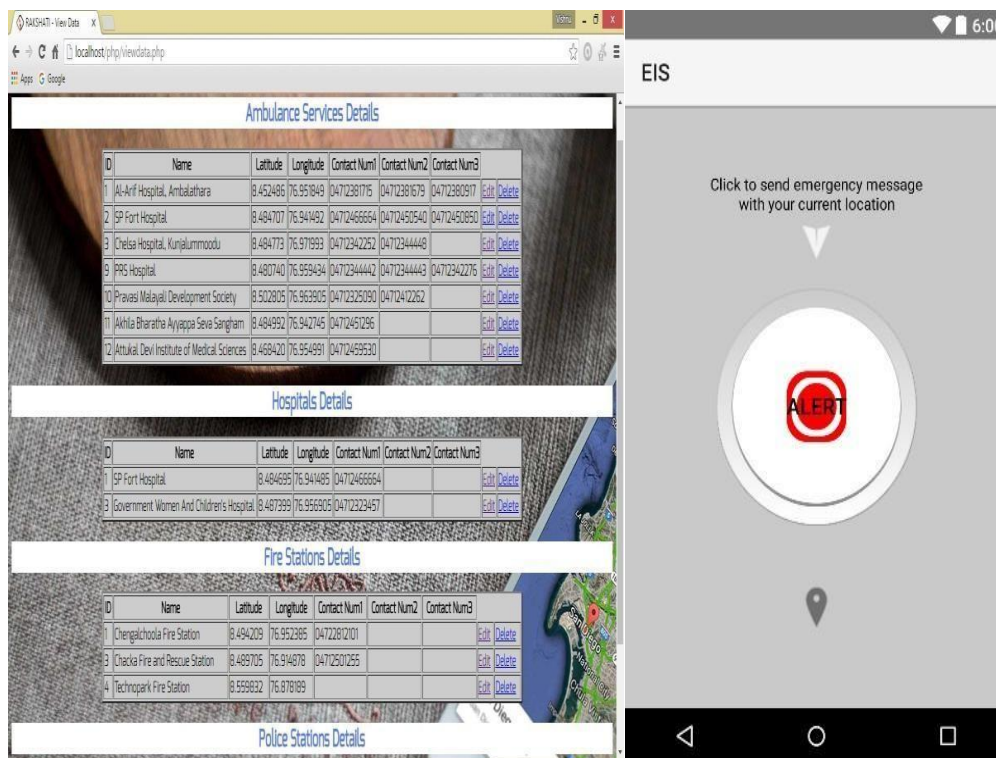 RAKSHATI - View Data x
Vishnu
localhost/php/viewdata.php
Apps G Google
Ambulance Services Details
ID Name Latitude Longitude Contact Num1 Contact Num2 Contact Num3
1 Al-Arif Hospital, Ambalathara 8.452486 76.951849 04712381715 04712381679 04712380917 Edit Delete
2 SP Fort Hospital 8.484707 76.941492 04712466664 04712450540 04712450850 Edit Delete
3 Chelsa Hospital, Kunjalummoodu 8.484773 76.971993 04712342252 04712344448 Edit Delete
9 PRS Hospital 8.480740 76.959434 04712344442 04712344443 04712342276 Edit Delete
10 Pravasi Malayali Development Society 8.502805 76.963905 04712325090 04712412262 Edit Delete
11 Akhila Bharatha Ayyappa Seva Sangham 8.484992 76.942745 04712451296 Edit Delete
12 Attukal Devi Institute of Medical Sciences 8.468420 76.954991 04712459530 Edit Delete
Hospitals Details
ID Name Latitude Longitude Contact Num1 Contact Num2 Contact Num3
1 SP Fort Hospital 8.484695 76.941485 04712466664 Edit Delete
3 Government Women And Children's Hospital 8.487399 76.956905 04712323457 Edit Delete
Fire Stations Details
ID Name Latitude Longitude Contact Num1 Contact Num2 Contact Num3
1 Chengalchoola Fire Station 8.494209 76.952385 04722812101 Edit Delete
3 Chacka Fire and Rescue Station 8.489705 76.914878 04712501255 Edit Delete
4 Technopark Fire Station 8.559832 76.878189 Edit Delete
San Diego
National City
Chula Vista
Police Stations Details
6:00
EIS
Click to send emergency message
with your current location
ALERT